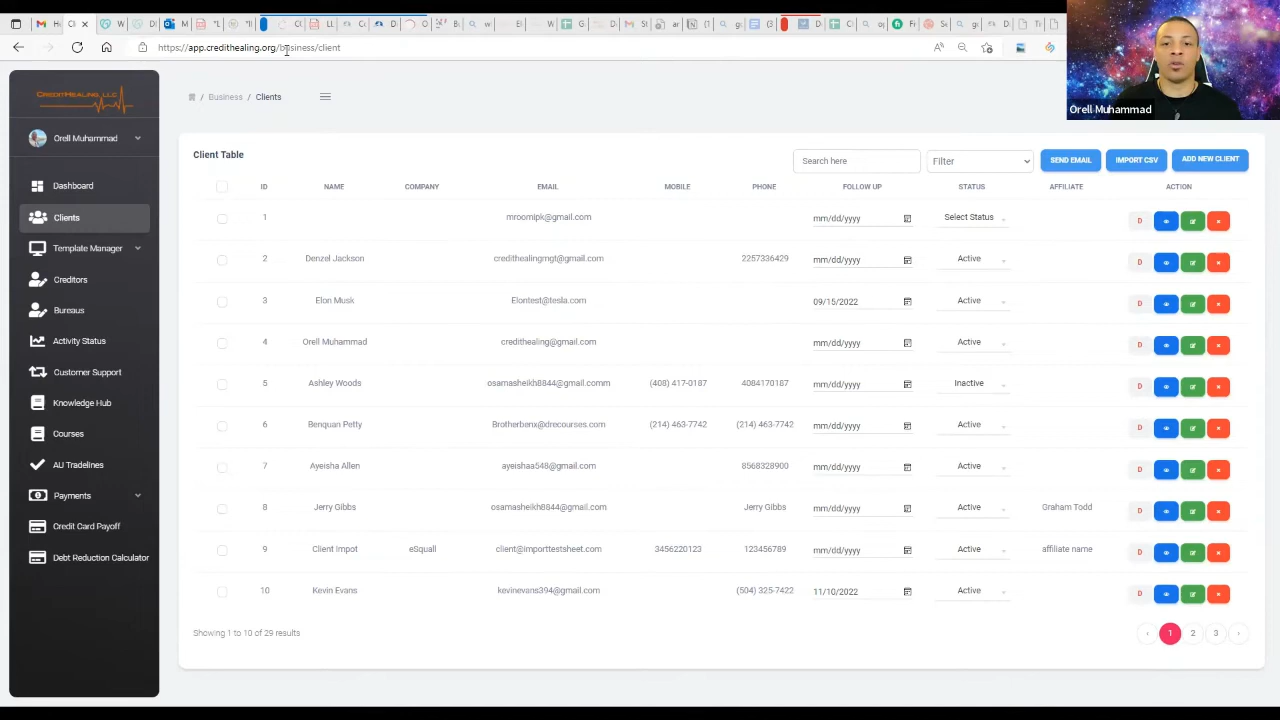 https://app.credithealing.org/business/client
Orell Muhammad
CREDITHEALING, LLC
Orell Muhammad
Dashboard
Clients
Template Manager
Creditors
Bureaus
Activity Status
Customer Support
Knowledge Hub
Courses
AU Tradelines
Payments
Credit Card Payoff
Debt Reduction Calculator
/ Business / Clients
Client Table
Search here
Filter
SEND EMAIL
IMPORT CSV
ADD NEW CLIENT
ID NAME COMPANY EMAIL MOBILE PHONE FOLLOW UP STATUS AFFILIATE ACTION
1 mroomipk@gmail.com mm/dd/yyyy Select Status D
2 Denzel Jackson credithealingmgt@gmail.com 2257336429 mm/dd/yyyy Active D
3 Elon Musk Elontest@tesla.com 09/15/2022 Active D
4 Orell Muhammad credithealing@gmail.com mm/dd/yyyy Active D
5 Ashley Woods osamasheikh8844@gmail.comm (408) 417-0187 4084170187 mm/dd/yyyy Inactive D
6 Benquan Petty Brotherbenx@drecourses.com (214) 463-7742 (214) 463-7742 mm/dd/yyyy Active D
7 Ayeisha Allen ayeishaa548@gmail.com 8568328900 mm/dd/yyyy Active D
8 Jerry Gibbs osamasheikh8844@gmail.com Jerry Gibbs mm/dd/yyyy Active Graham Todd D
9 Client Impot eSquall client@importtestsheet.com 3456220123 123456789 mm/dd/yyyy Active affiliate name D
10 Kevin Evans kevinevans394@gmail.com (504) 325-7422 11/10/2022 Active D
Showing 1 to 10 of 29 results
‹ 1 2 3 ›